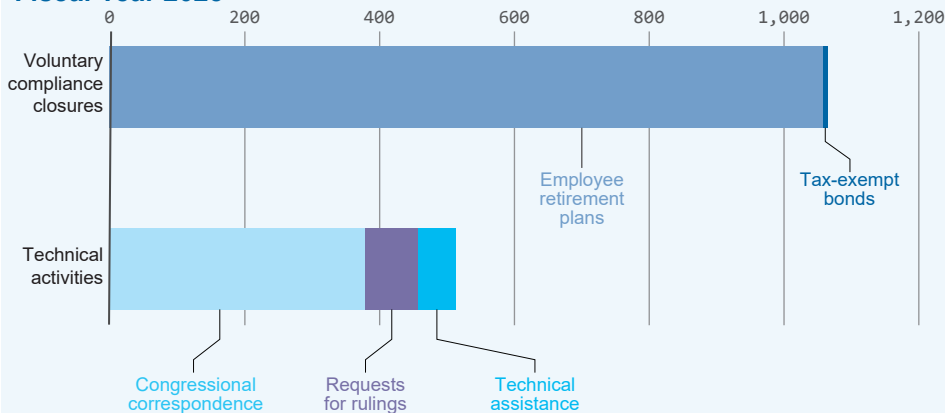 0 200 400 600 800 1,000 1,200
Voluntary
compliance
closures
Employee
retirement
plans
Tax-exempt
bonds
Technical
activities
Congressional
correspondence
Requests
for rulings
Technical
assistance